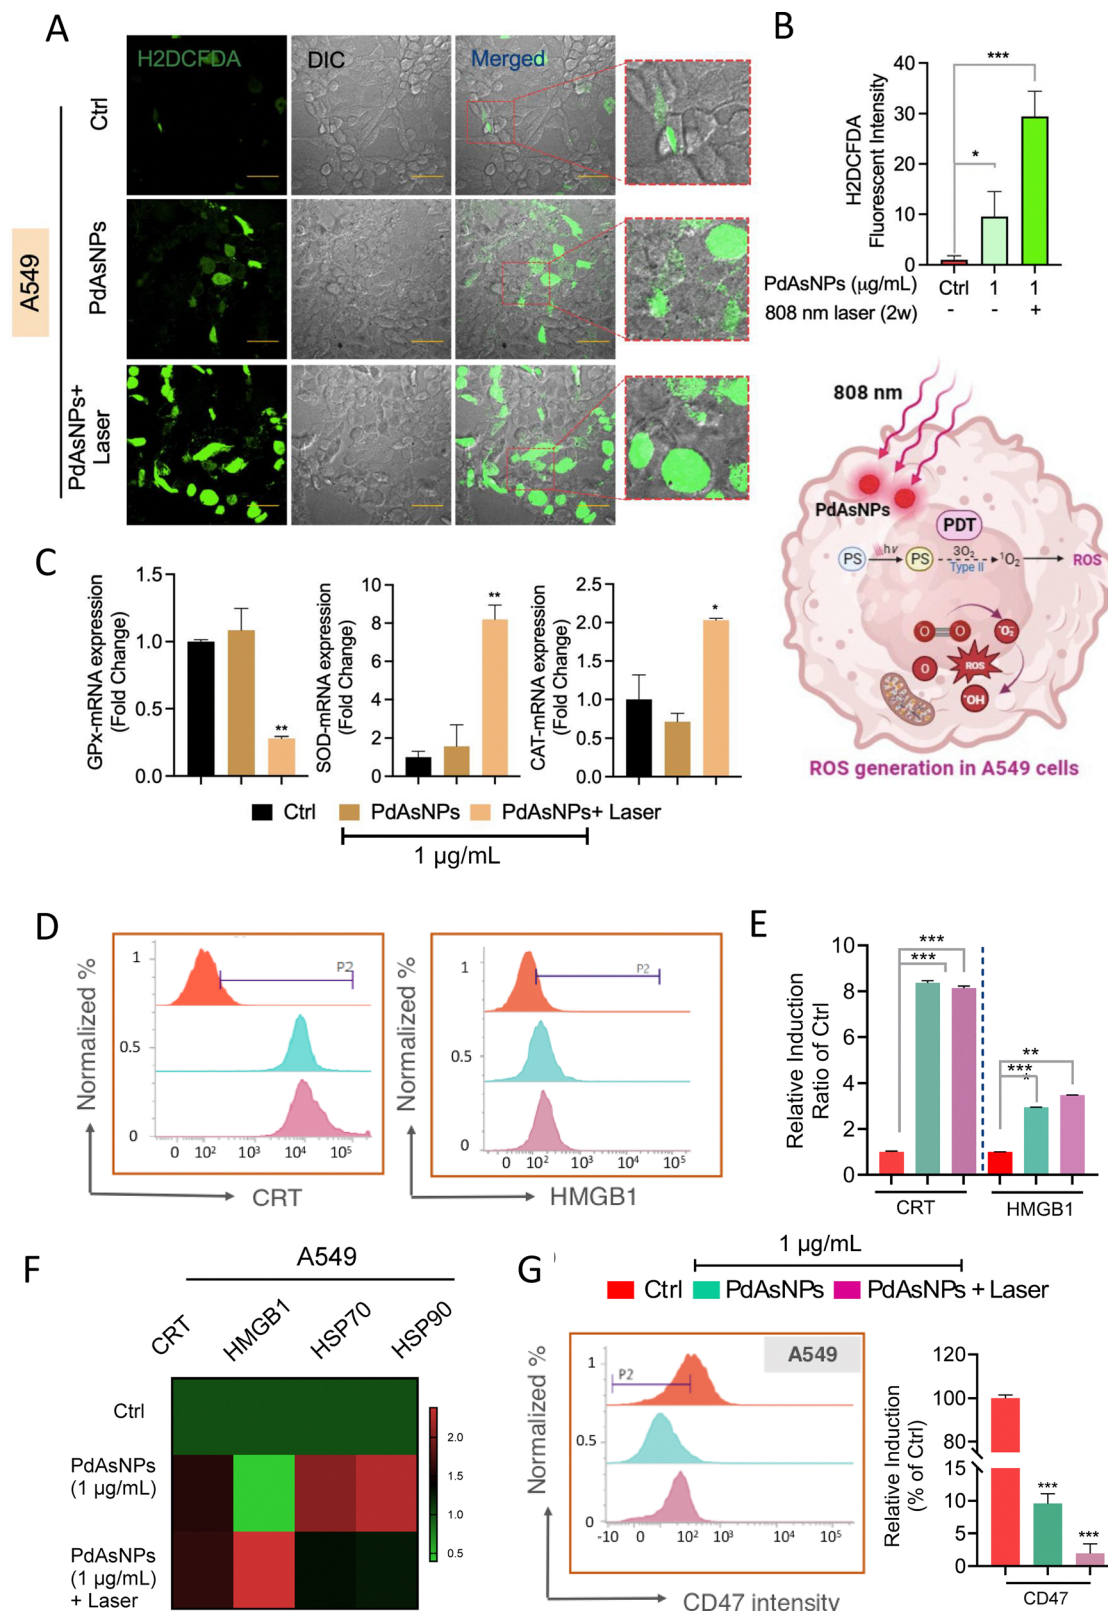 A
H2DCFDA
DIC
Merged
Ctrl
PdAsNPs
PdAsNPs+
Laser
A549
B
H2DCFDA
Fluorescent Intensity
40
30
20
10
0
***
*
PdAsNPs (μg/mL) Ctrl 1 1
808 nm laser (2w) - - +
808 nm
PdAsNPs
PDT
PS
hν
PS
3O₂
Type II
¹O₂
ROS
O
O
·O₂⁻
O
ROS
·OH
ROS generation in A549 cells
C
GPx-mRNA expression
(Fold Change)
1.5
1.0
0.5
0.0
**
SOD-mRNA expression
(Fold Change)
10
8
6
4
2
0
**
CAT-mRNA expression
(Fold Change)
2.5
2.0
1.5
1.0
0.5
0.0
*
Ctrl
PdAsNPs
PdAsNPs+ Laser
1 μg/mL
D
Normalized %
1
0.5
0
P2
0 10² 10³ 10⁴ 10⁵
CRT
Normalized %
1
0.5
0
P2
0 10² 10³ 10⁴ 10⁵
HMGB1
E
Relative Induction
Ratio of Ctrl
10
8
6
4
2
0
***
***
**
***
CRT
HMGB1
1 μg/mL
Ctrl
PdAsNPs
PdAsNPs + Laser
F
A549
CRT
HMGB1
HSP70
HSP90
Ctrl
PdAsNPs
(1 μg/mL)
PdAsNPs
(1 μg/mL)
+ Laser
2.0
1.5
1.0
0.5
G
Normalized %
1
0.5
0
P2
A549
-10 0 10² 10³ 10⁴ 10⁵
CD47 intensity
Relative Induction
(% of Ctrl)
120
100
80
15
10
5
0
***
***
CD47